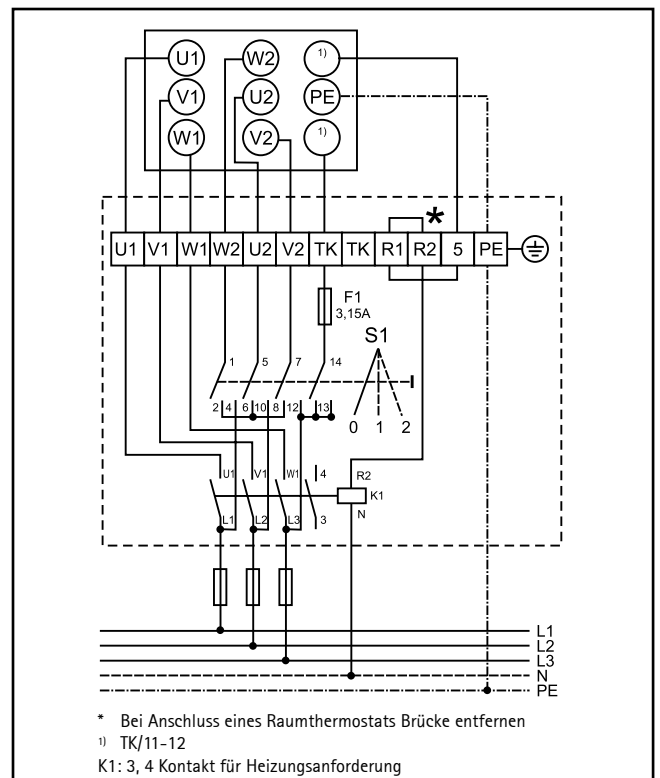 U1 W2 1)
V1 U2 PE
W1 V2 1)
*
U1 V1 W1 W2 U2 V2 TK TK R1 R2 5 PE
F1
3,15A
S1
1 5 7 14
2 4 6 10 8 12 13
0 1 2
U1 V1 W1 4 R2
K1
L1 L2 L3 3 N
L1
L2
L3
N
PE
* Bei Anschluss eines Raumthermostats Brücke entfernen
1) TK/11-12
K1: 3, 4 Kontakt für Heizungsanforderung